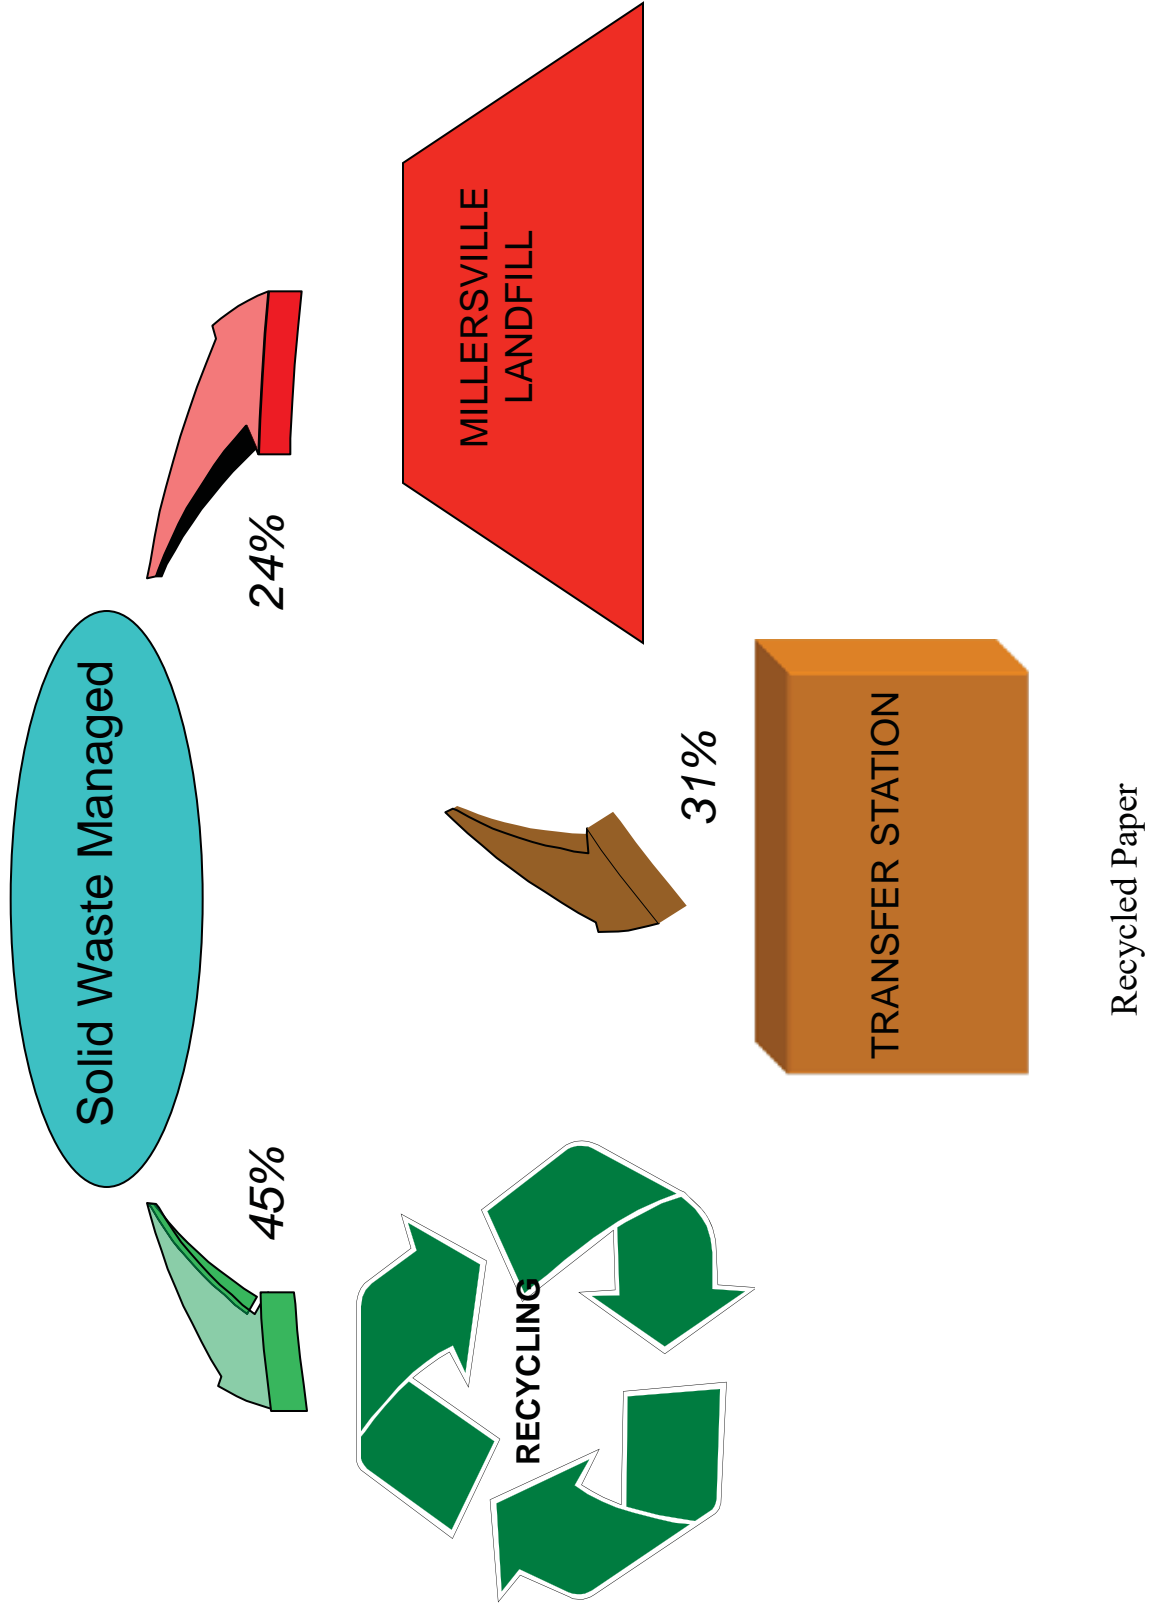 Solid Waste Managed
45%
24%
RECYCLING
MILLERSVILLE
LANDFILL
31%
TRANSFER STATION
Recycled Paper